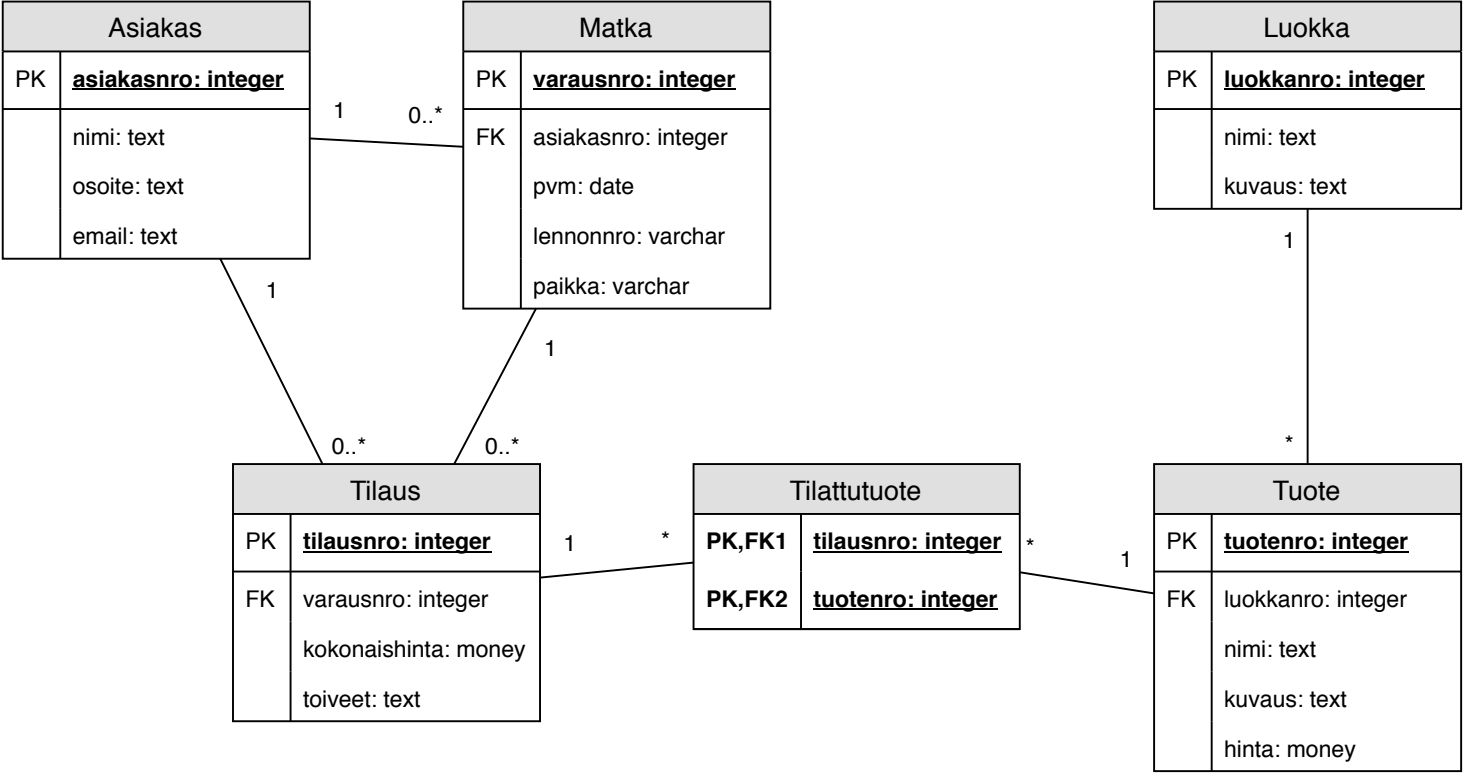 Asiakas
PK asiakasnro: integer
nimi: text
osoite: text
email: text
Matka
PK varausnro: integer
FK asiakasnro: integer
pvm: date
lennonnro: varchar
paikka: varchar
Luokka
PK luokkanro: integer
nimi: text
kuvaus: text
1
0..*
1
1
1
0..*
0..*
*
Tilaus
PK tilausnro: integer
FK varausnro: integer
kokonaishinta: money
toiveet: text
1
*
Tilattutuote
PK,FK1 tilausnro: integer
PK,FK2 tuotenro: integer
*
1
Tuote
PK tuotenro: integer
FK luokkanro: integer
nimi: text
kuvaus: text
hinta: money